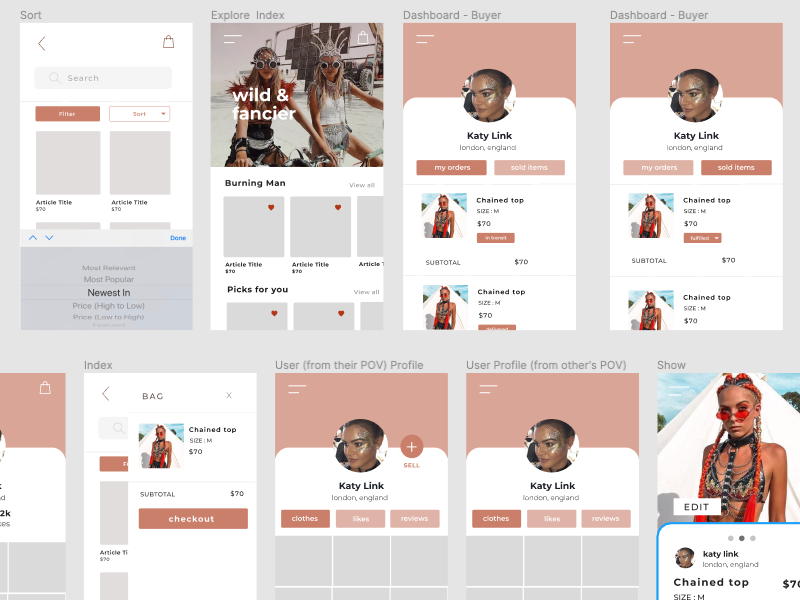 Sort
Search
Filter
Sort
Article Title
$70
Article Title
$70
Done
Most Relevant
Most Popular
Newest In
Price (High to Low)
Price (Low to High)
Explore Index
wild &
fancier
Burning Man
View all
Article Title
$70
Article Title
$70
Article T
Picks for you
View all
Dashboard - Buyer
Katy Link
london, england
my orders
sold items
Chained top
SIZE : M
$70
in transit
SUBTOTAL
$70
Chained top
SIZE : M
$70
Dashboard - Buyer
Katy Link
london, england
my orders
sold items
Chained top
SIZE : M
$70
fulfilled
SUBTOTAL
$70
Chained top
SIZE : M
$70
k
nd
2k
kes
Index
BAG
X
Chained top
SIZE : M
$70
SUBTOTAL
$70
checkout
Article Ti
$70
Article Ti
User (from their POV) Profile
SELL
Katy Link
london, england
clothes
likes
reviews
User Profile (from other's POV)
Katy Link
london, england
clothes
likes
reviews
Show
EDIT
katy link
london, england
Chained top
$70
SIZE : M